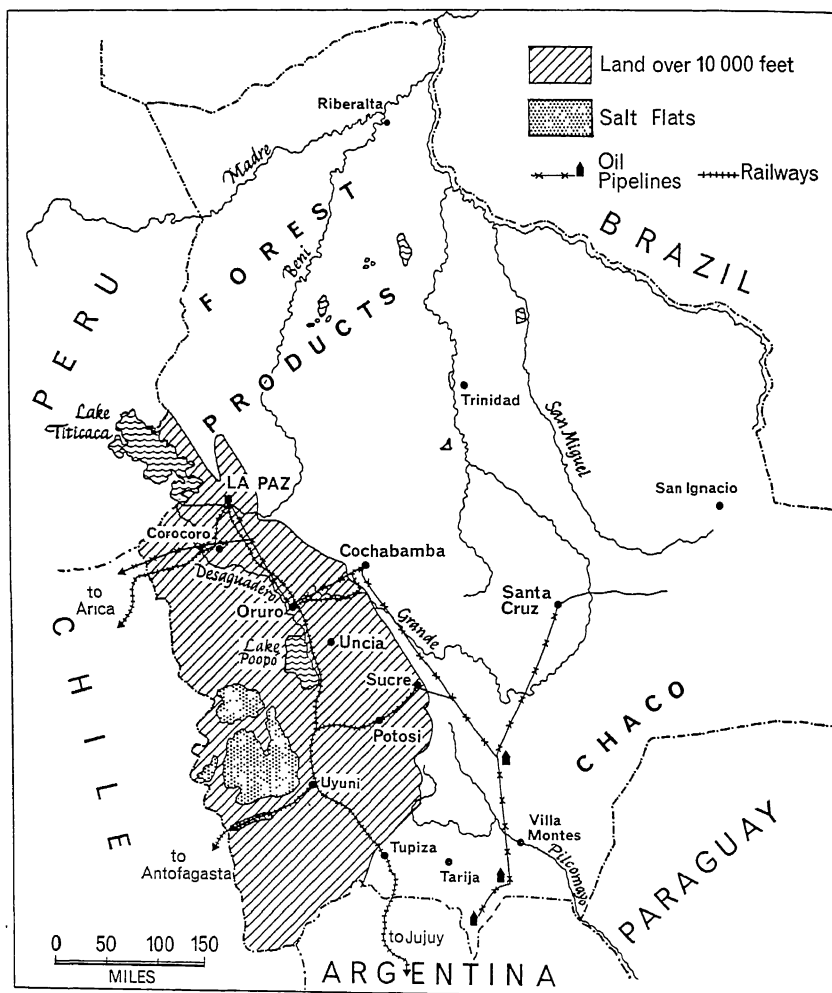 Land over 10 000 feet
Salt Flats
Oil
Pipelines
Railways
Riberalta
Madre
Beni
FOREST
PRODUCTS
BRAZIL
PERU
Lake
Titicaca
Trinidad
San Miguel
San Ignacio
LA PAZ
Corocoro
Desaguadero
to
Arica
Cochabamba
Oruro
Grande
Santa
Cruz
Uncia
Lake
Poopo
Sucre
Potosi
CHILE
CHACO
Uyuni
Villa
Montes
Pilcomayo
to
Antofagasta
Tupiza
Tarija
PARAGUAY
to Jujuy
0 50 100 150
MILES
ARGENTINA